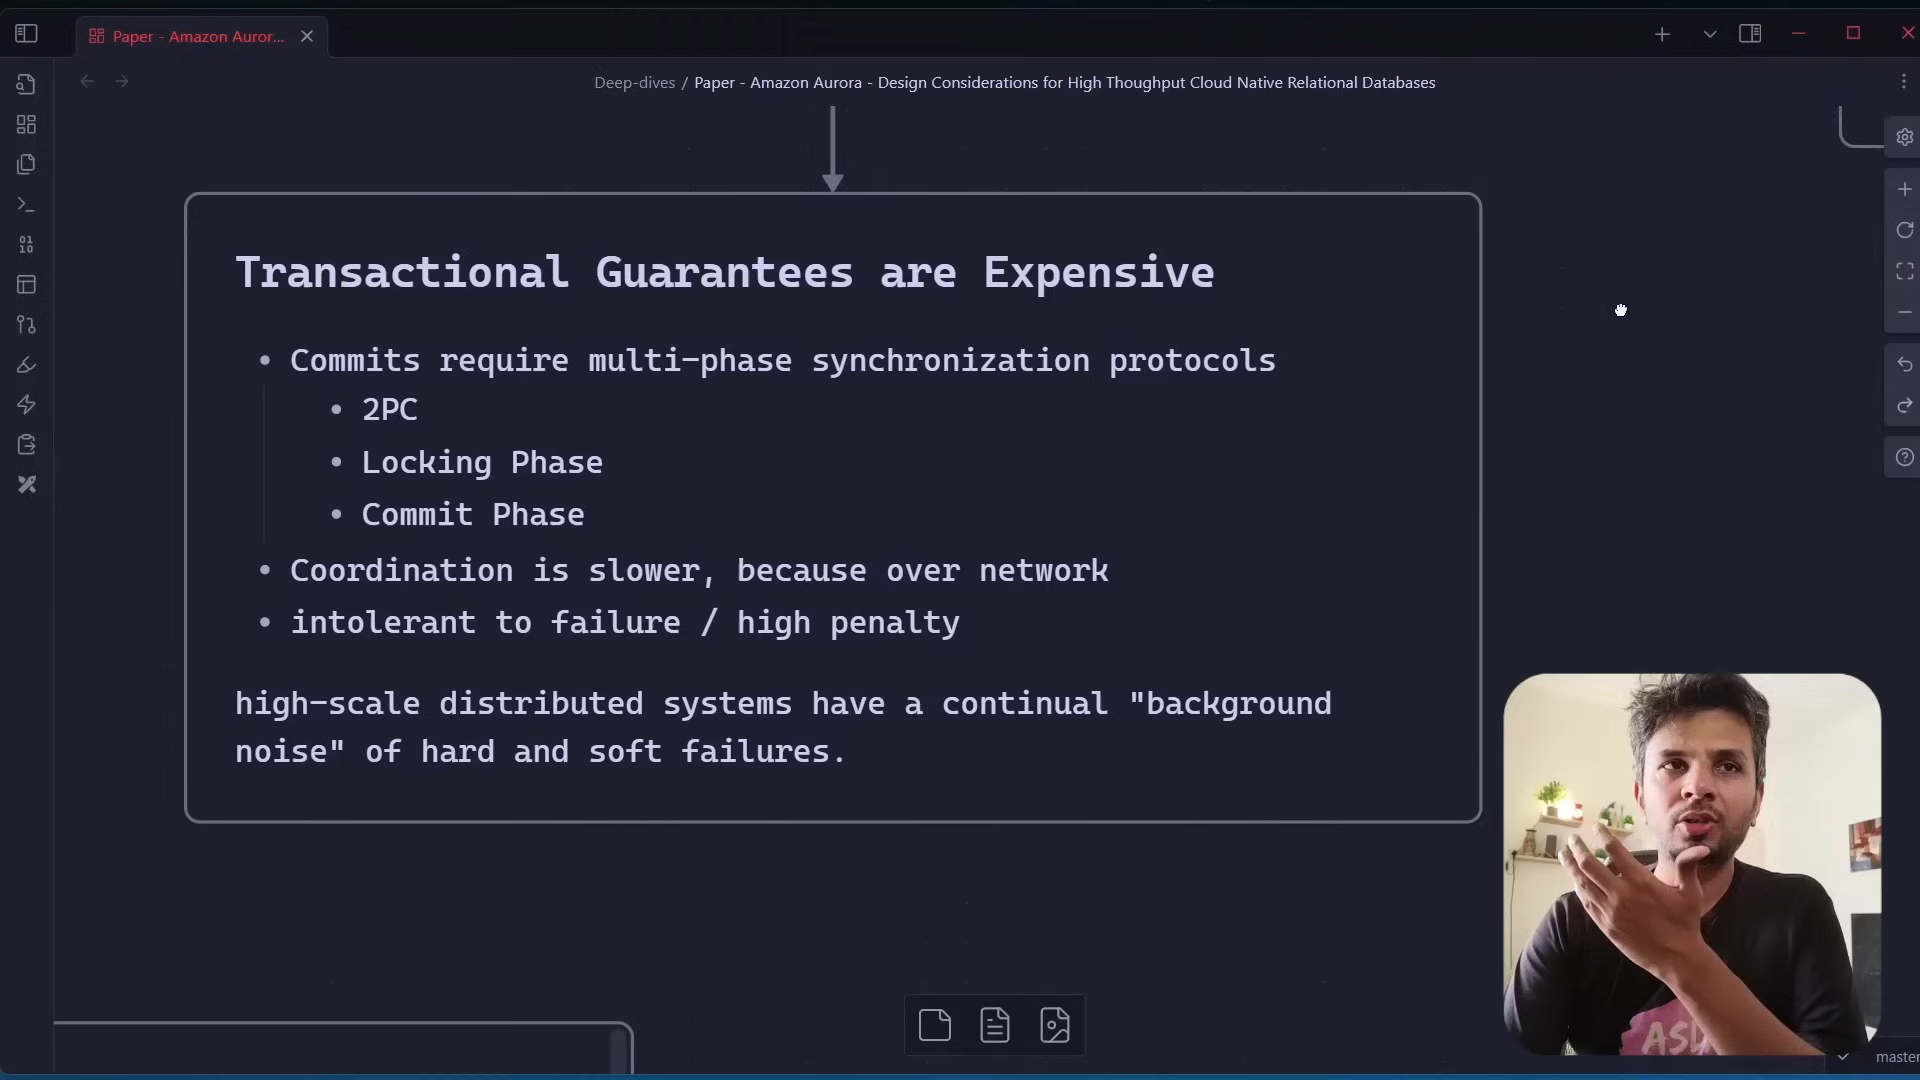 Paper - Amazon Auror...
Deep-dives / Paper - Amazon Aurora - Design Considerations for High Thoughput Cloud Native Relational Databases
Transactional Guarantees are Expensive
• Commits require multi-phase synchronization protocols
• 2PC
• Locking Phase
• Commit Phase
• Coordination is slower, because over network
• intolerant to failure / high penalty
high-scale distributed systems have a continual "background
noise" of hard and soft failures.
master